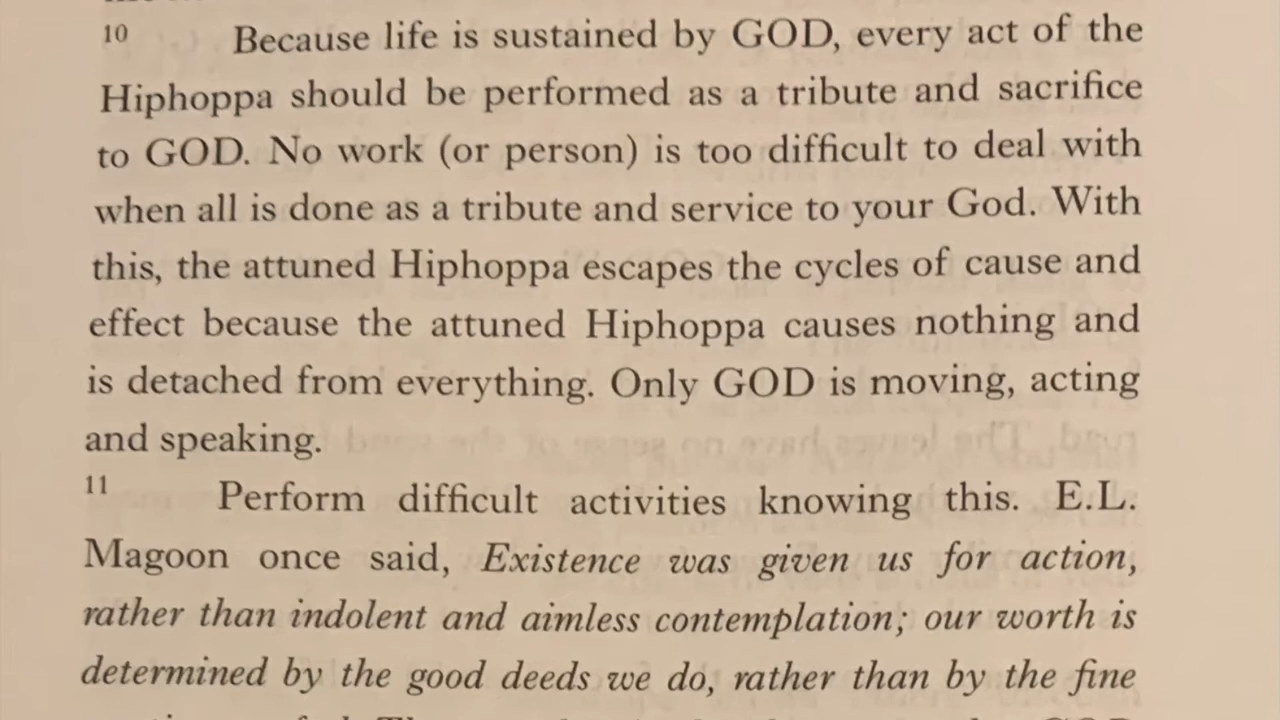 10 Because life is sustained by GOD, every act of the
Hiphoppa should be performed as a tribute and sacrifice
to GOD. No work (or person) is too difficult to deal with
when all is done as a tribute and service to your God. With
this, the attuned Hiphoppa escapes the cycles of cause and
effect because the attuned Hiphoppa causes nothing and
is detached from everything. Only GOD is moving, acting
and speaking.
11 Perform difficult activities knowing this. E.L.
Magoon once said, Existence was given us for action,
rather than indolent and aimless contemplation; our worth is
determined by the good deeds we do, rather than by the fine